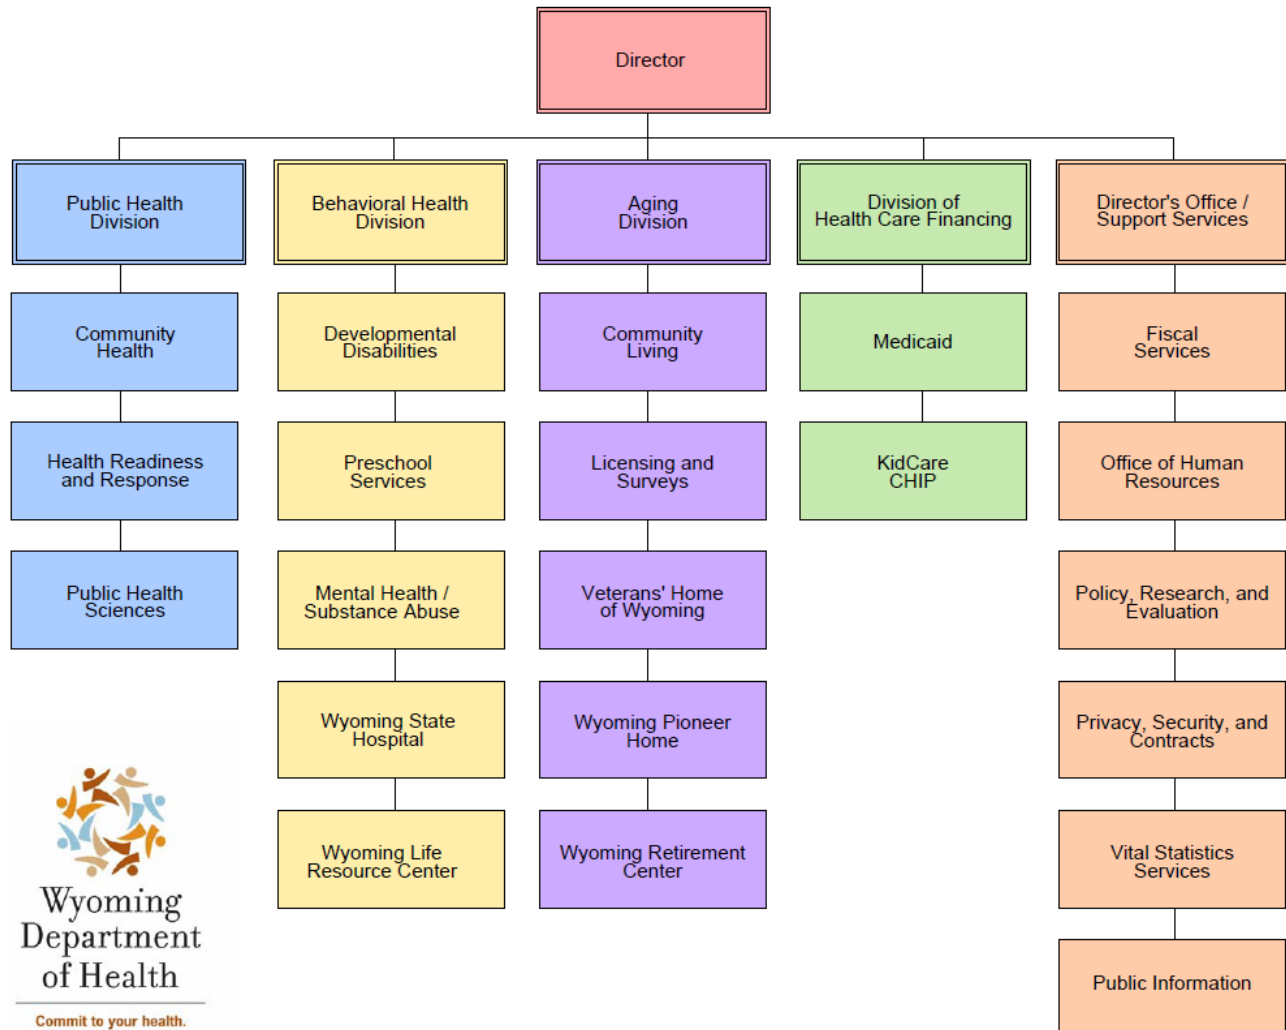 Director
Public Health
Division
Behavioral Health
Division
Aging
Division
Division of
Health Care Financing
Director's Office /
Support Services
Community
Health
Developmental
Disabilities
Community
Living
Medicaid
Fiscal
Services
Health Readiness
and Response
Preschool
Services
Licensing and
Surveys
KidCare
CHIP
Office of Human
Resources
Public Health
Sciences
Mental Health /
Substance Abuse
Veterans' Home
of Wyoming
Policy, Research, and
Evaluation
Wyoming State
Hospital
Wyoming Pioneer
Home
Privacy, Security, and
Contracts
Wyoming Life
Resource Center
Wyoming Retirement
Center
Vital Statistics
Services
Public Information
Wyoming
Department
of Health
Commit to your health.